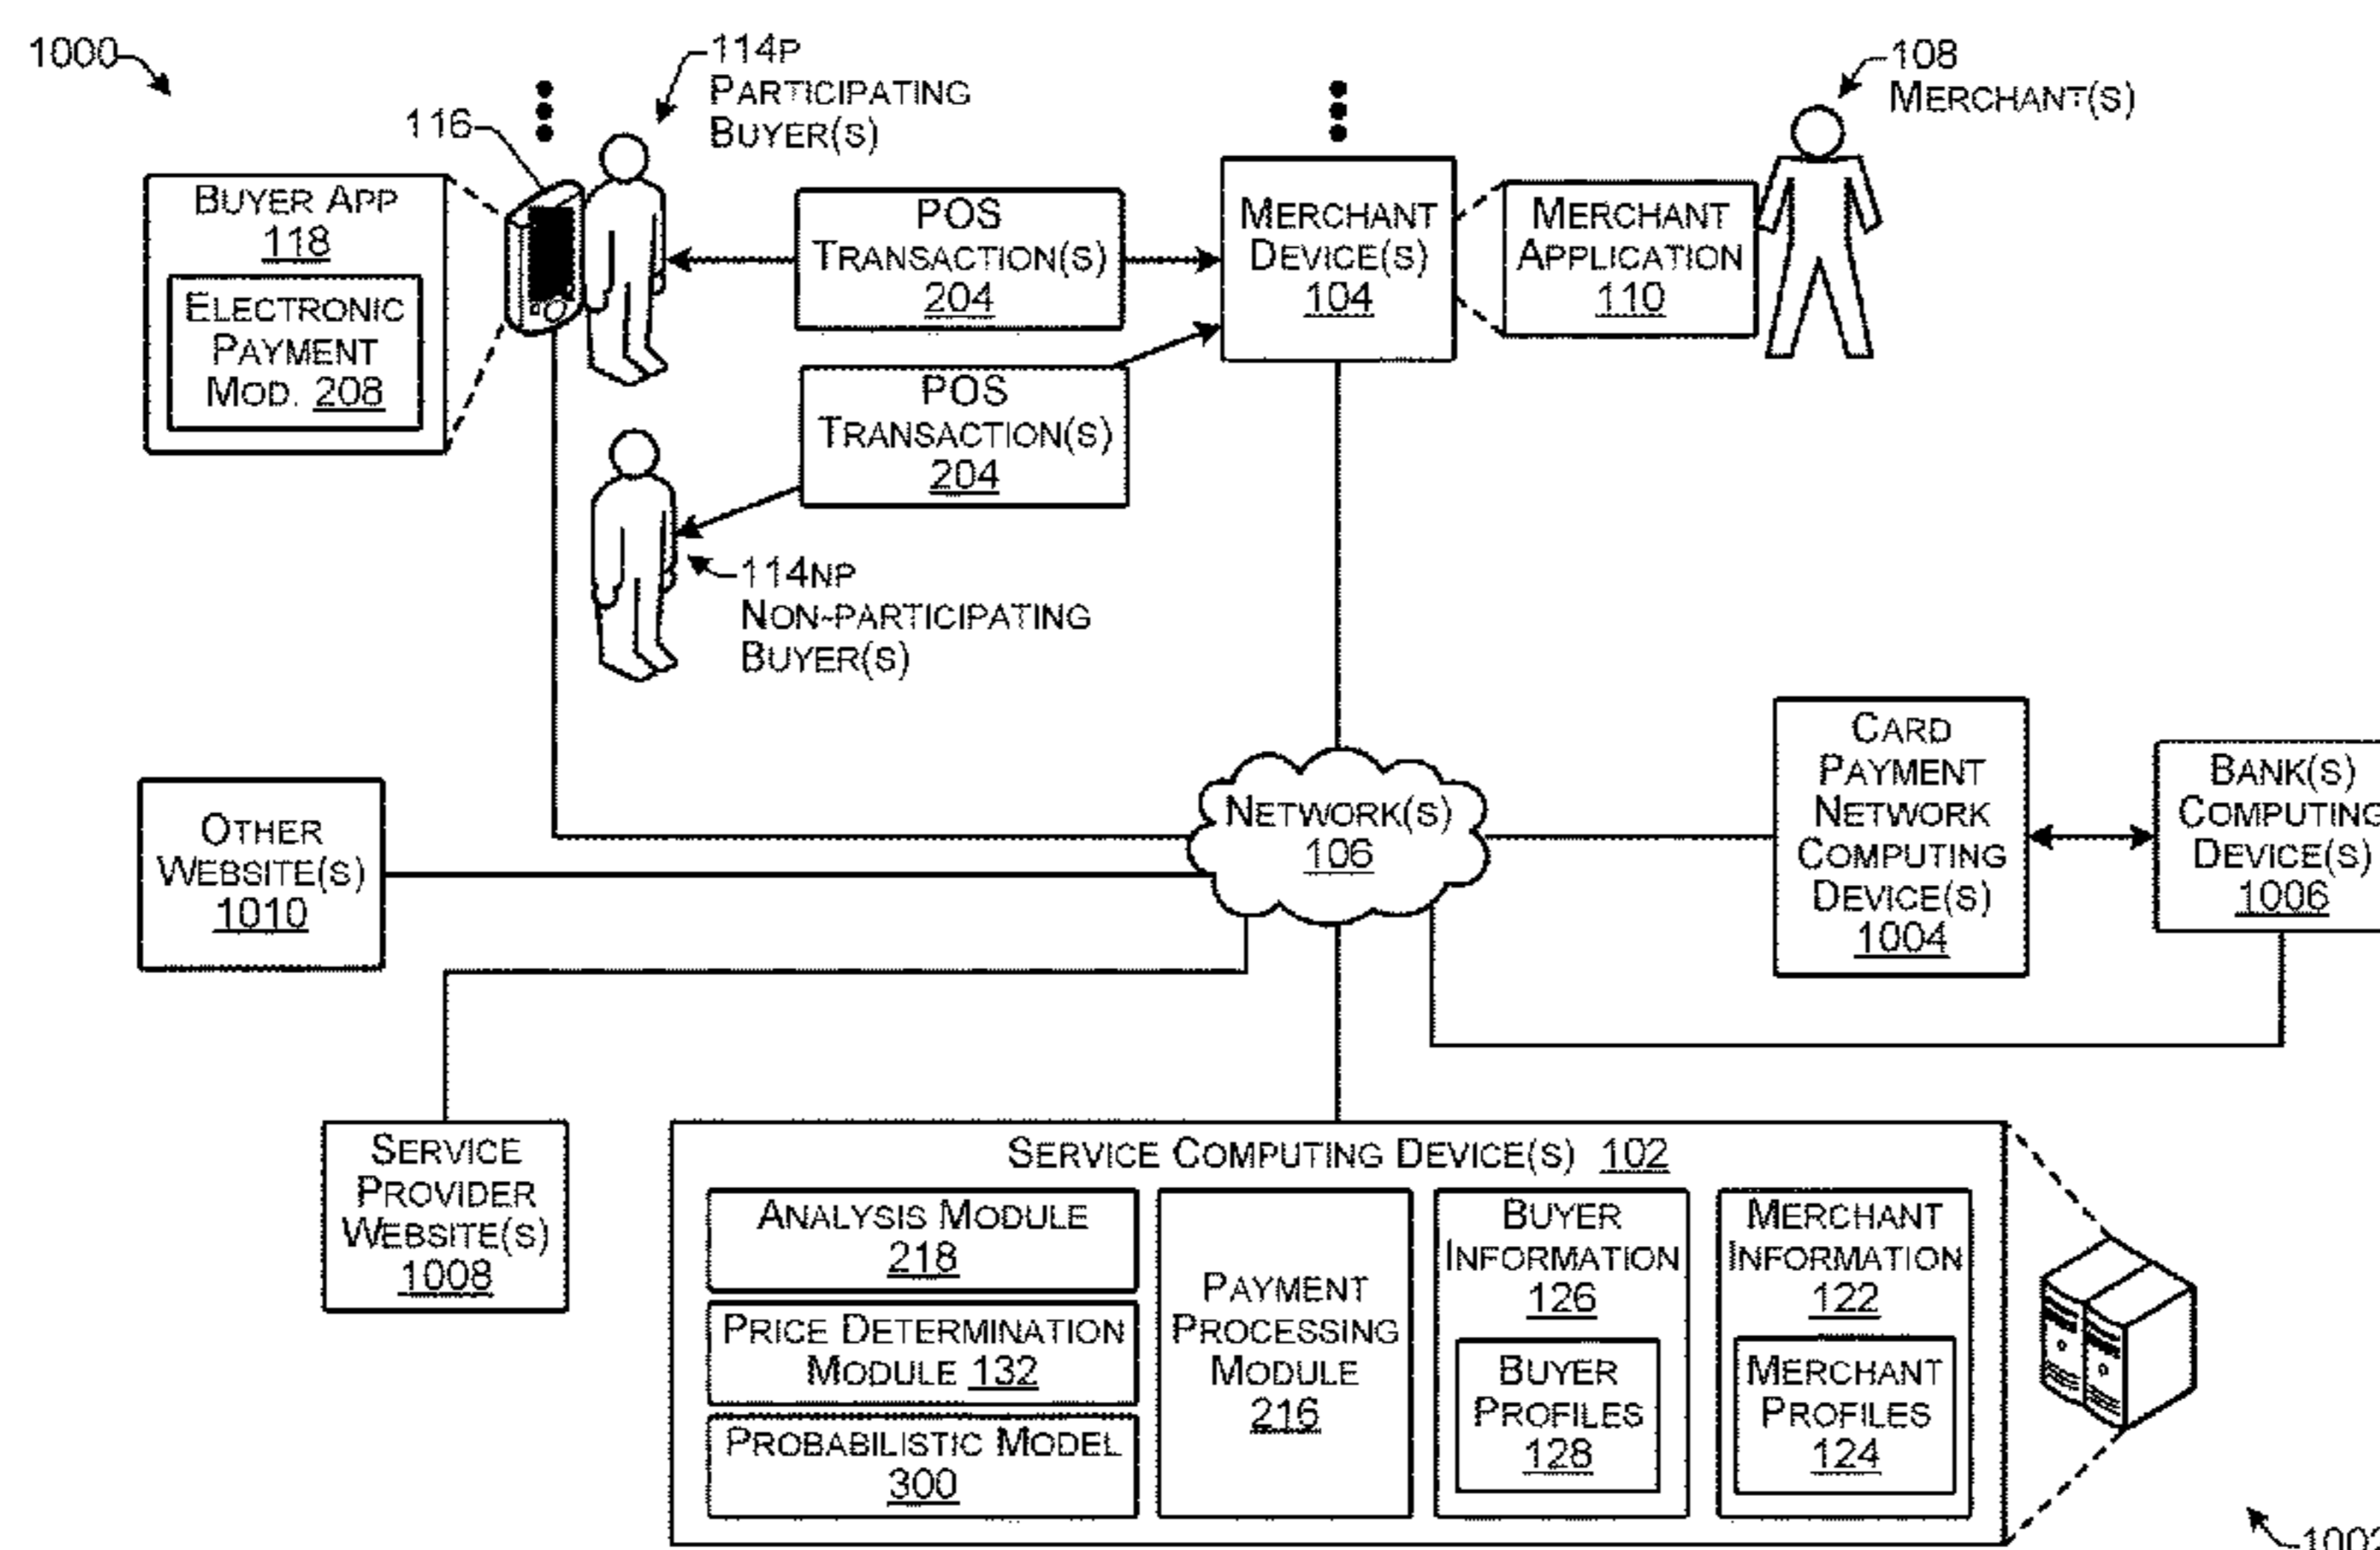 1000
114P
PARTICIPATING
BUYER(S)
108
MERCHANT(S)
116
BUYER APP
118
ELECTRONIC
PAYMENT
MOD. 208
POS
TRANSACTION(S)
204
MERCHANT
DEVICE(S)
104
MERCHANT
APPLICATION
110
POS
TRANSACTION(S)
204
114NP
NON-PARTICIPATING
BUYER(S)
OTHER
WEBSITE(S)
1010
NETWORK(S)
106
CARD
PAYMENT
NETWORK
COMPUTING
DEVICE(S)
1004
BANK(S)
COMPUTING
DEVICE(S)
1006
SERVICE
PROVIDER
WEBSITE(S)
1008
SERVICE COMPUTING DEVICE(S) 102
ANALYSIS MODULE
218
PRICE DETERMINATION
MODULE 132
PROBABILISTIC MODEL
300
PAYMENT
PROCESSING
MODULE
216
BUYER
INFORMATION
126
BUYER
PROFILES
128
MERCHANT
INFORMATION
122
MERCHANT
PROFILES
124
1002